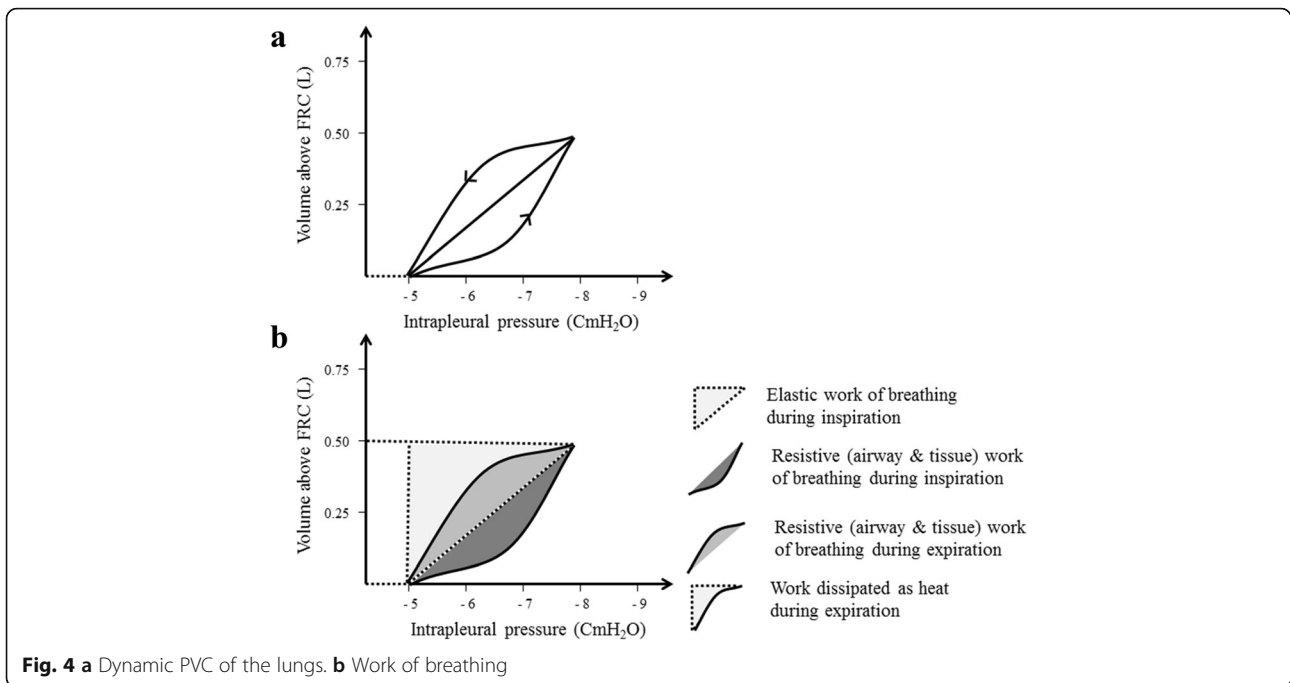 a
Volume above FRC (L)
0.75
0.50
0.25
-5 -6 -7 -8 -9
Intrapleural pressure (CmH₂O)
b
Volume above FRC (L)
0.75
0.50
0.25
-5 -6 -7 -8 -9
Intrapleural pressure (CmH₂O)
Elastic work of breathing
during inspiration
Resistive (airway & tissue) work
of breathing during inspiration
Resistive (airway & tissue) work
of breathing during expiration
Work dissipated as heat
during expiration
Fig. 4 a Dynamic PVC of the lungs. b Work of breathing